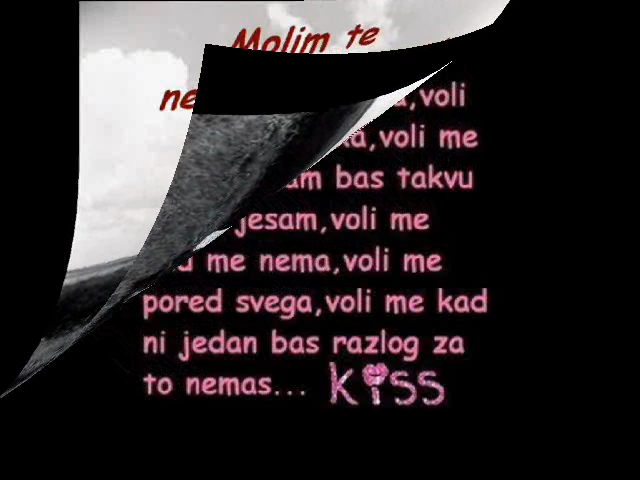 Molim te
ne
voli
voli me
bas takvu
jesam,voli me
me nema,voli me
pored svega,voli me kad
ni jedan bas razlog za
to nemas... Kiss